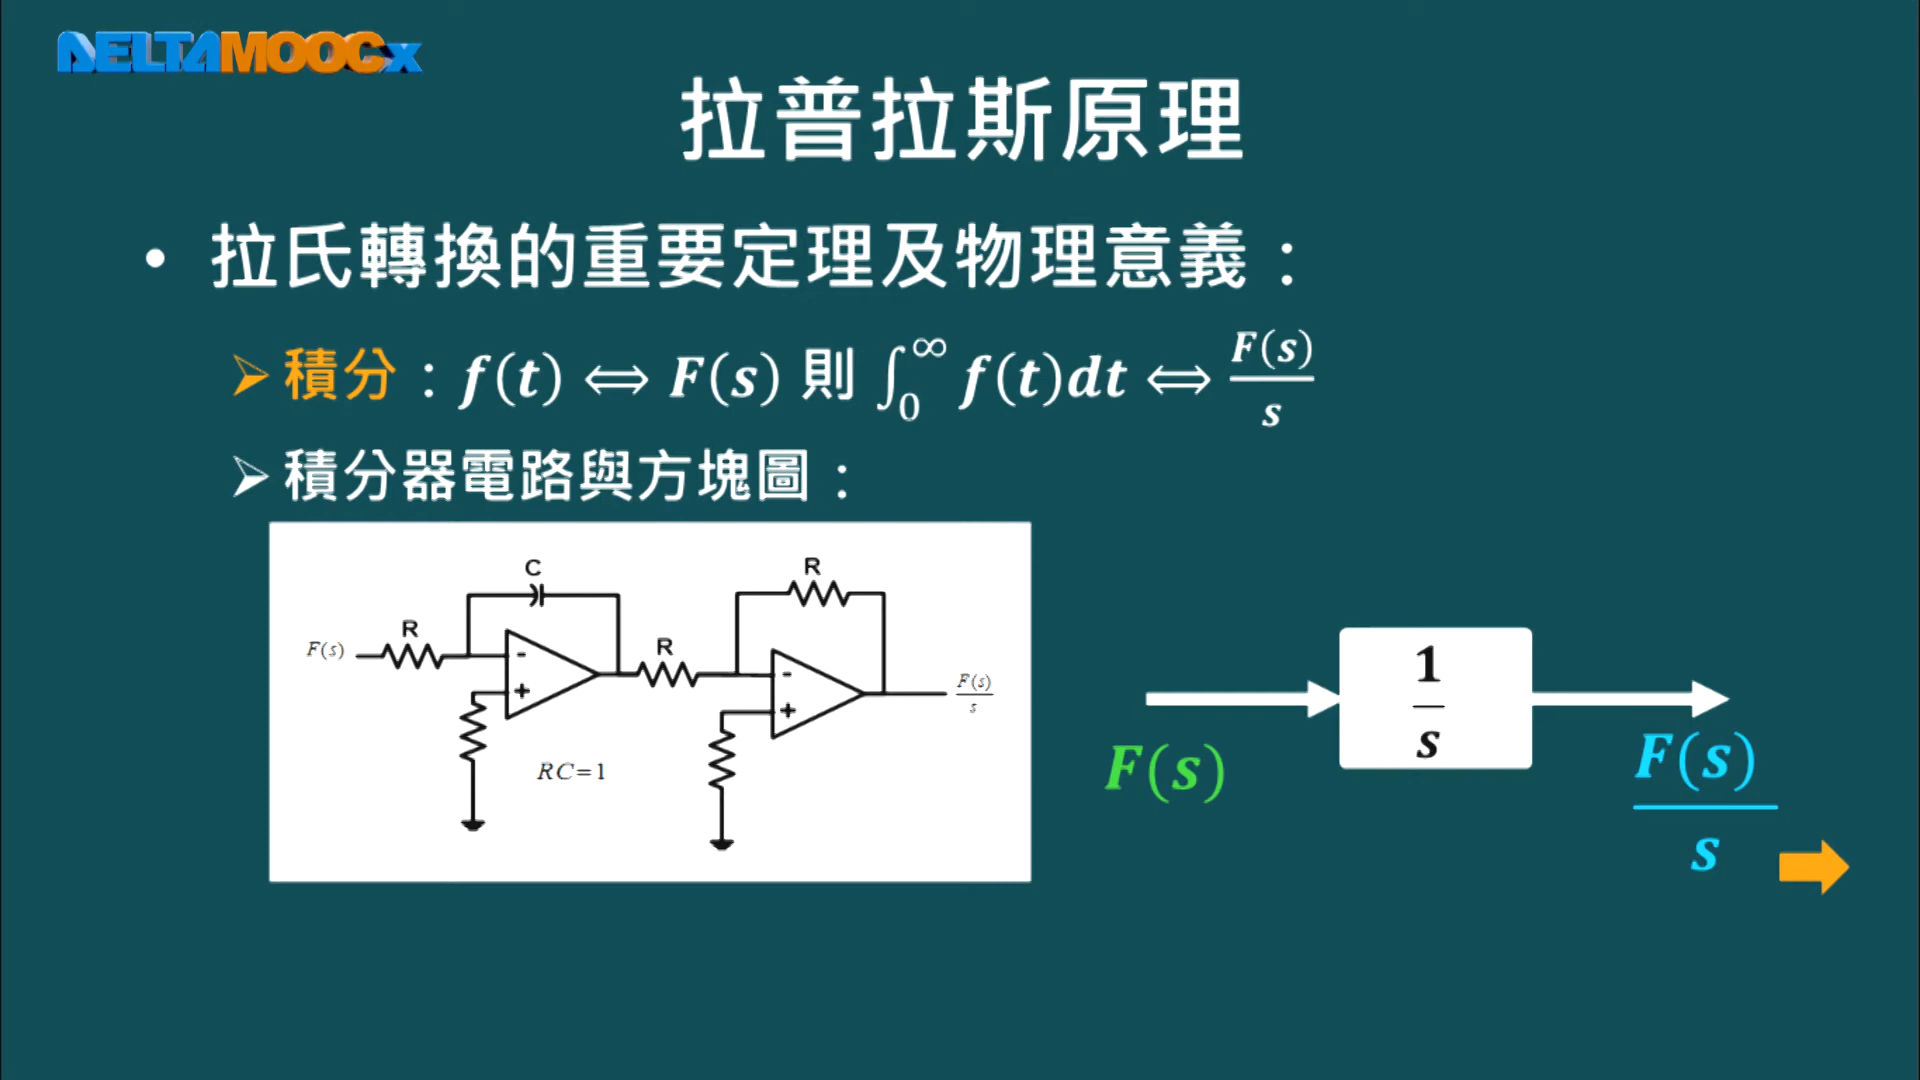 DELTAMOOCx
拉普拉斯原理
• 拉氏轉換的重要定理及物理意義：
➢積分：f(t) ⇔ F(s) 則 ∫₀^∞ f(t)dt ⇔ F(s)/s
➢積分器電路與方塊圖：
C
R
R
R
F(s)
-
+
-
+
F(s)/s
RC=1
1/s
F(s)
F(s)/s